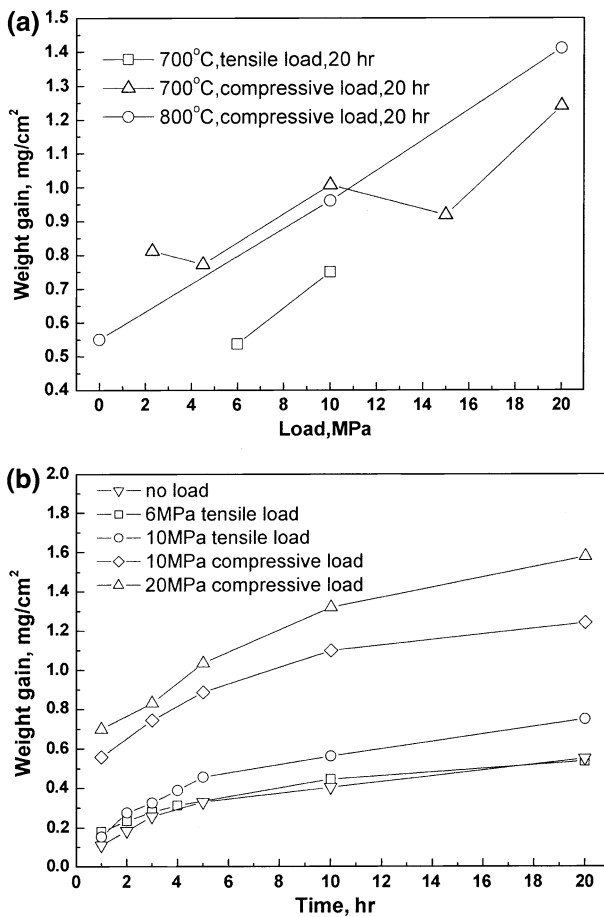 (a)
700°C,tensile load,20 hr
700°C,compressive load,20 hr
800°C,compressive load,20 hr
Weight gain, mg/cm²
1.5
1.4
1.3
1.2
1.1
1.0
0.9
0.8
0.7
0.6
0.5
0.4
0 2 4 6 8 10 12 14 16 18 20
Load,MPa
(b)
no load
6MPa tensile load
10MPa tensile load
10MPa compressive load
20MPa compressive load
Weight gain, mg/cm²
2.0
1.8
1.6
1.4
1.2
1.0
0.8
0.6
0.4
0.2
0.0
0 2 4 6 8 10 12 14 16 18 20
Time, hr